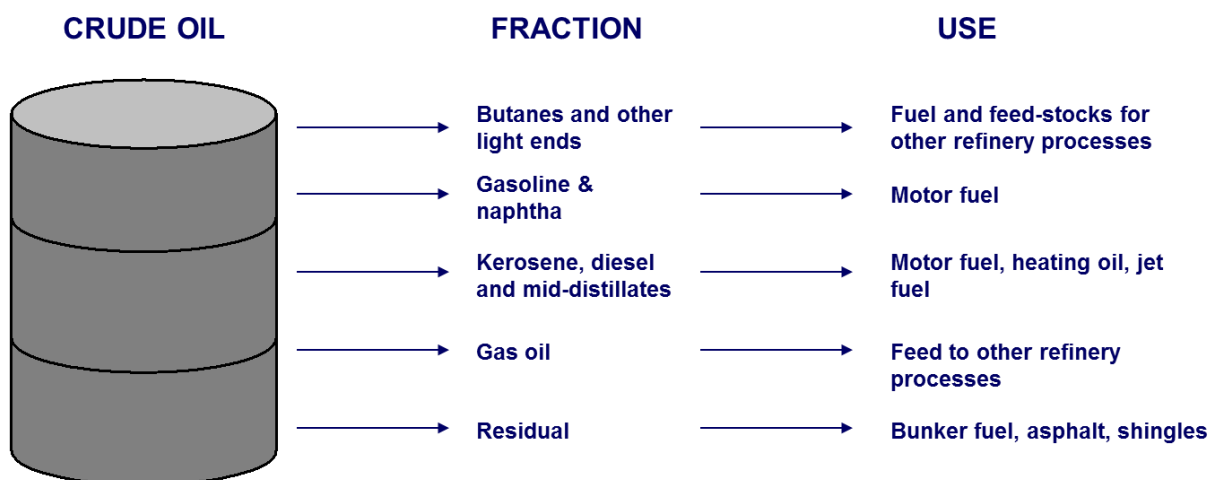 CRUDE OIL
FRACTION
USE
Butanes and other
light ends
Fuel and feed-stocks for
other refinery processes
Gasoline &
naphtha
Motor fuel
Kerosene, diesel
and mid-distillates
Motor fuel, heating oil, jet
fuel
Gas oil
Feed to other refinery
processes
Residual
Bunker fuel, asphalt, shingles